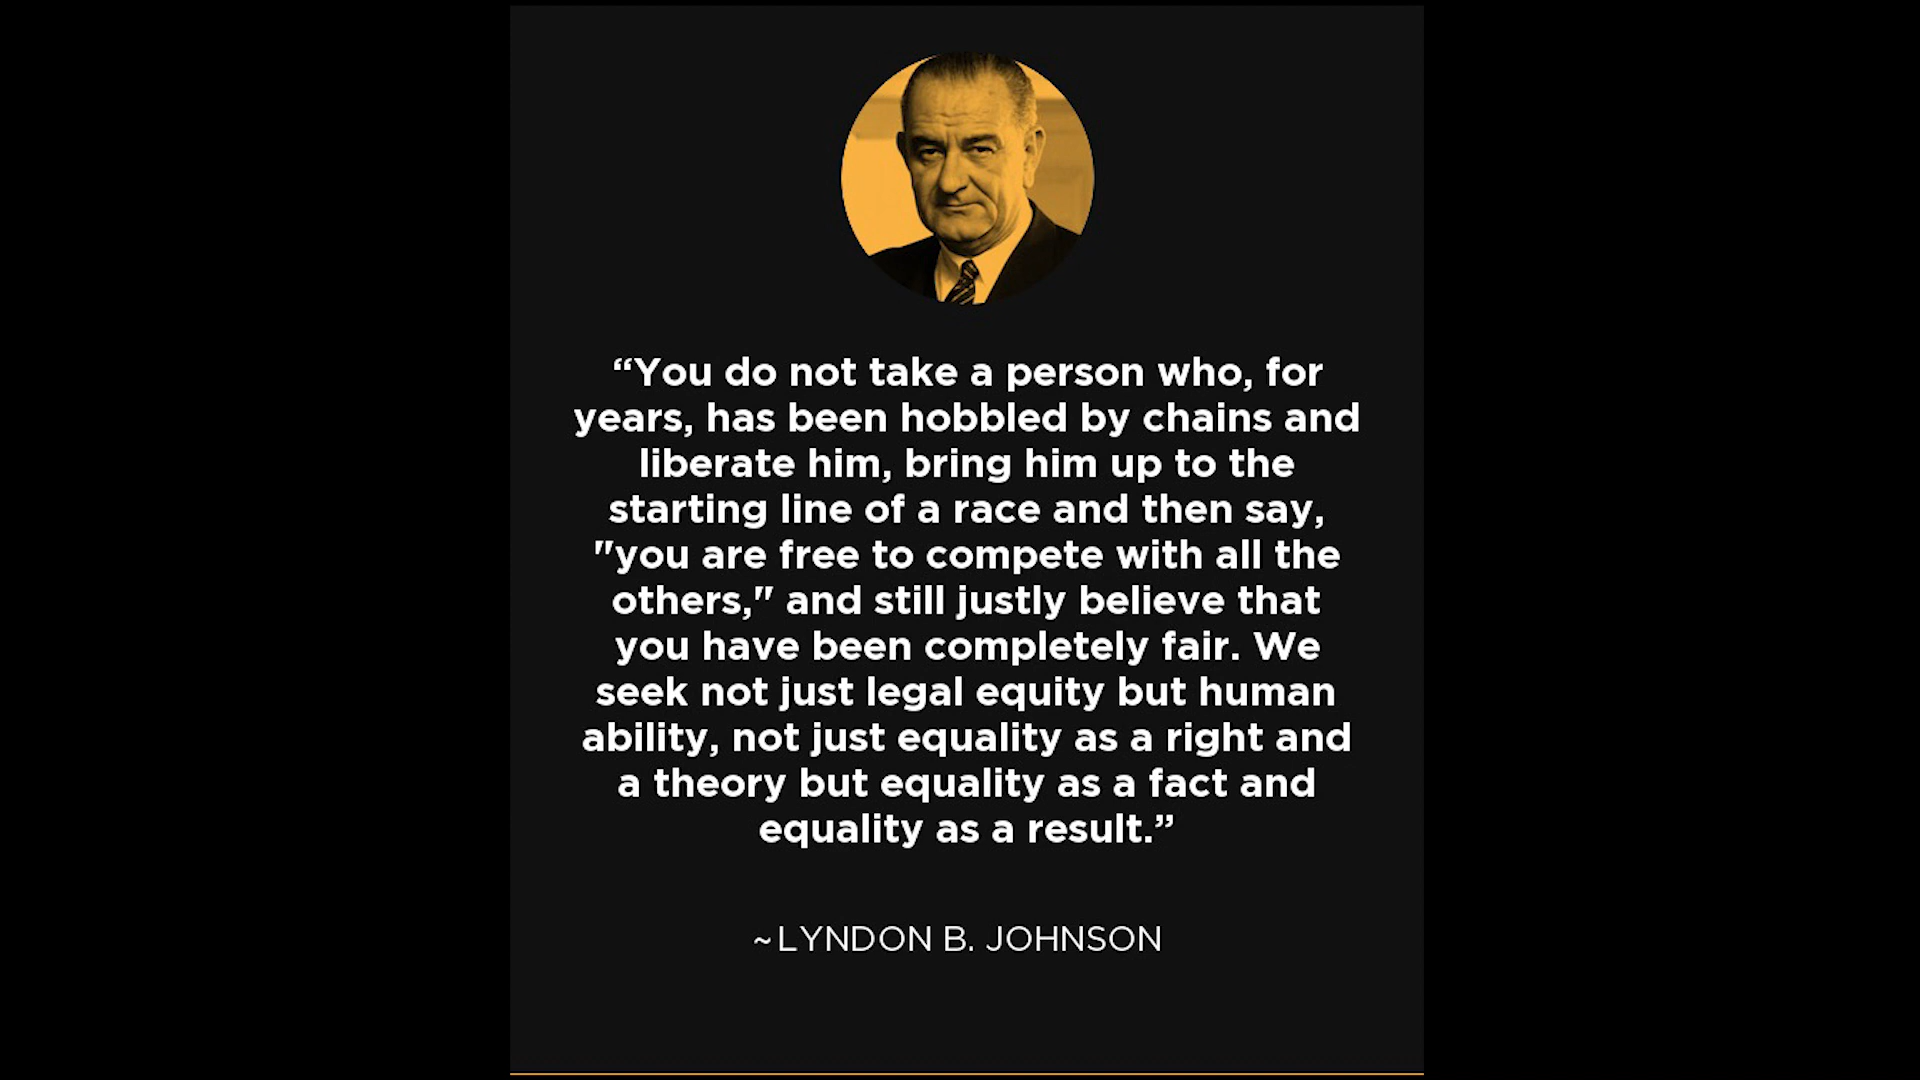 “You do not take a person who, for
years, has been hobbled by chains and
liberate him, bring him up to the
starting line of a race and then say,
"you are free to compete with all the
others," and still justly believe that
you have been completely fair. We
seek not just legal equity but human
ability, not just equality as a right and
a theory but equality as a fact and
equality as a result.”
~LYNDON B. JOHNSON